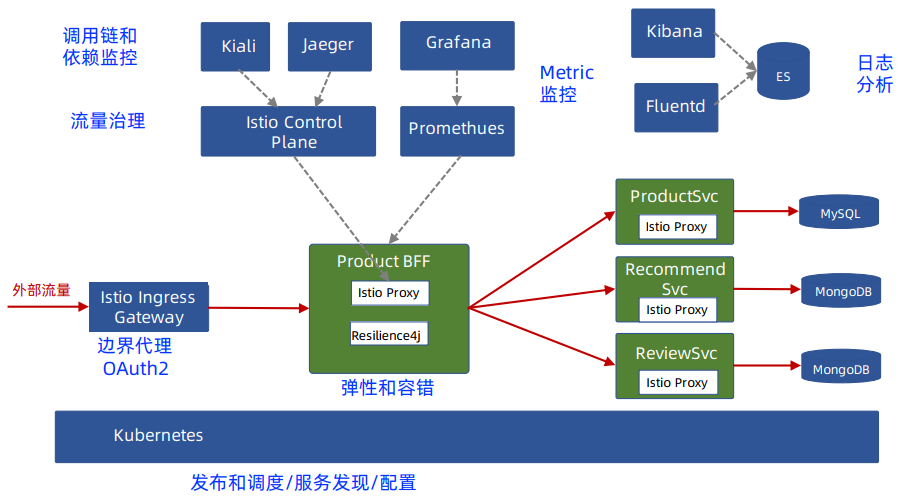 调用链和
依赖监控
Kiali
Jaeger
Grafana
Kibana
ES
日志
分析
Metric
监控
Fluentd
流量治理
Istio Control
Plane
Promethues
ProductSvc
Istio Proxy
MySQL
Product BFF
Istio Proxy
Resilience4j
Recommend
Svc
Istio Proxy
MongoDB
外部流量
Istio Ingress
Gateway
边界代理
OAuth2
ReviewSvc
Istio Proxy
MongoDB
弹性和容错
Kubernetes
发布和调度/服务发现/配置